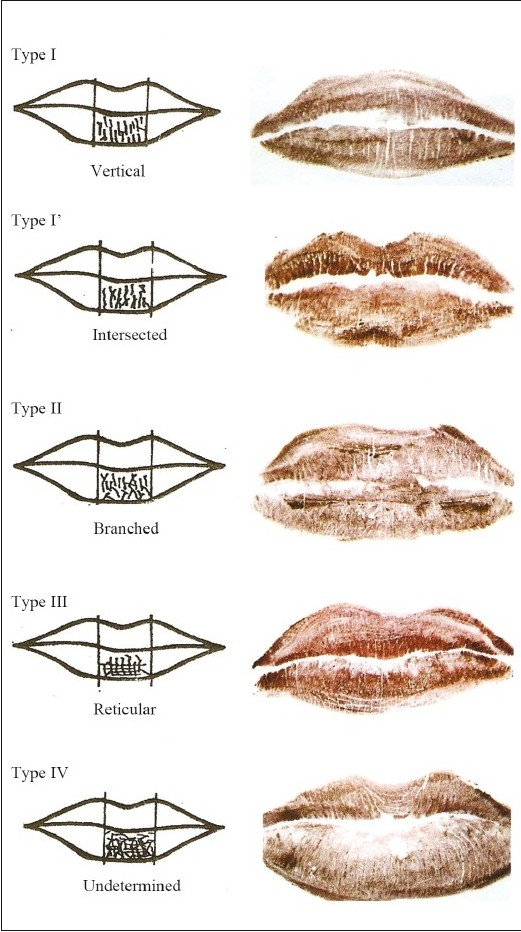 Type I
Vertical
Type I’
Intersected
Type II
Branched
Type III
Reticular
Type IV
Undetermined